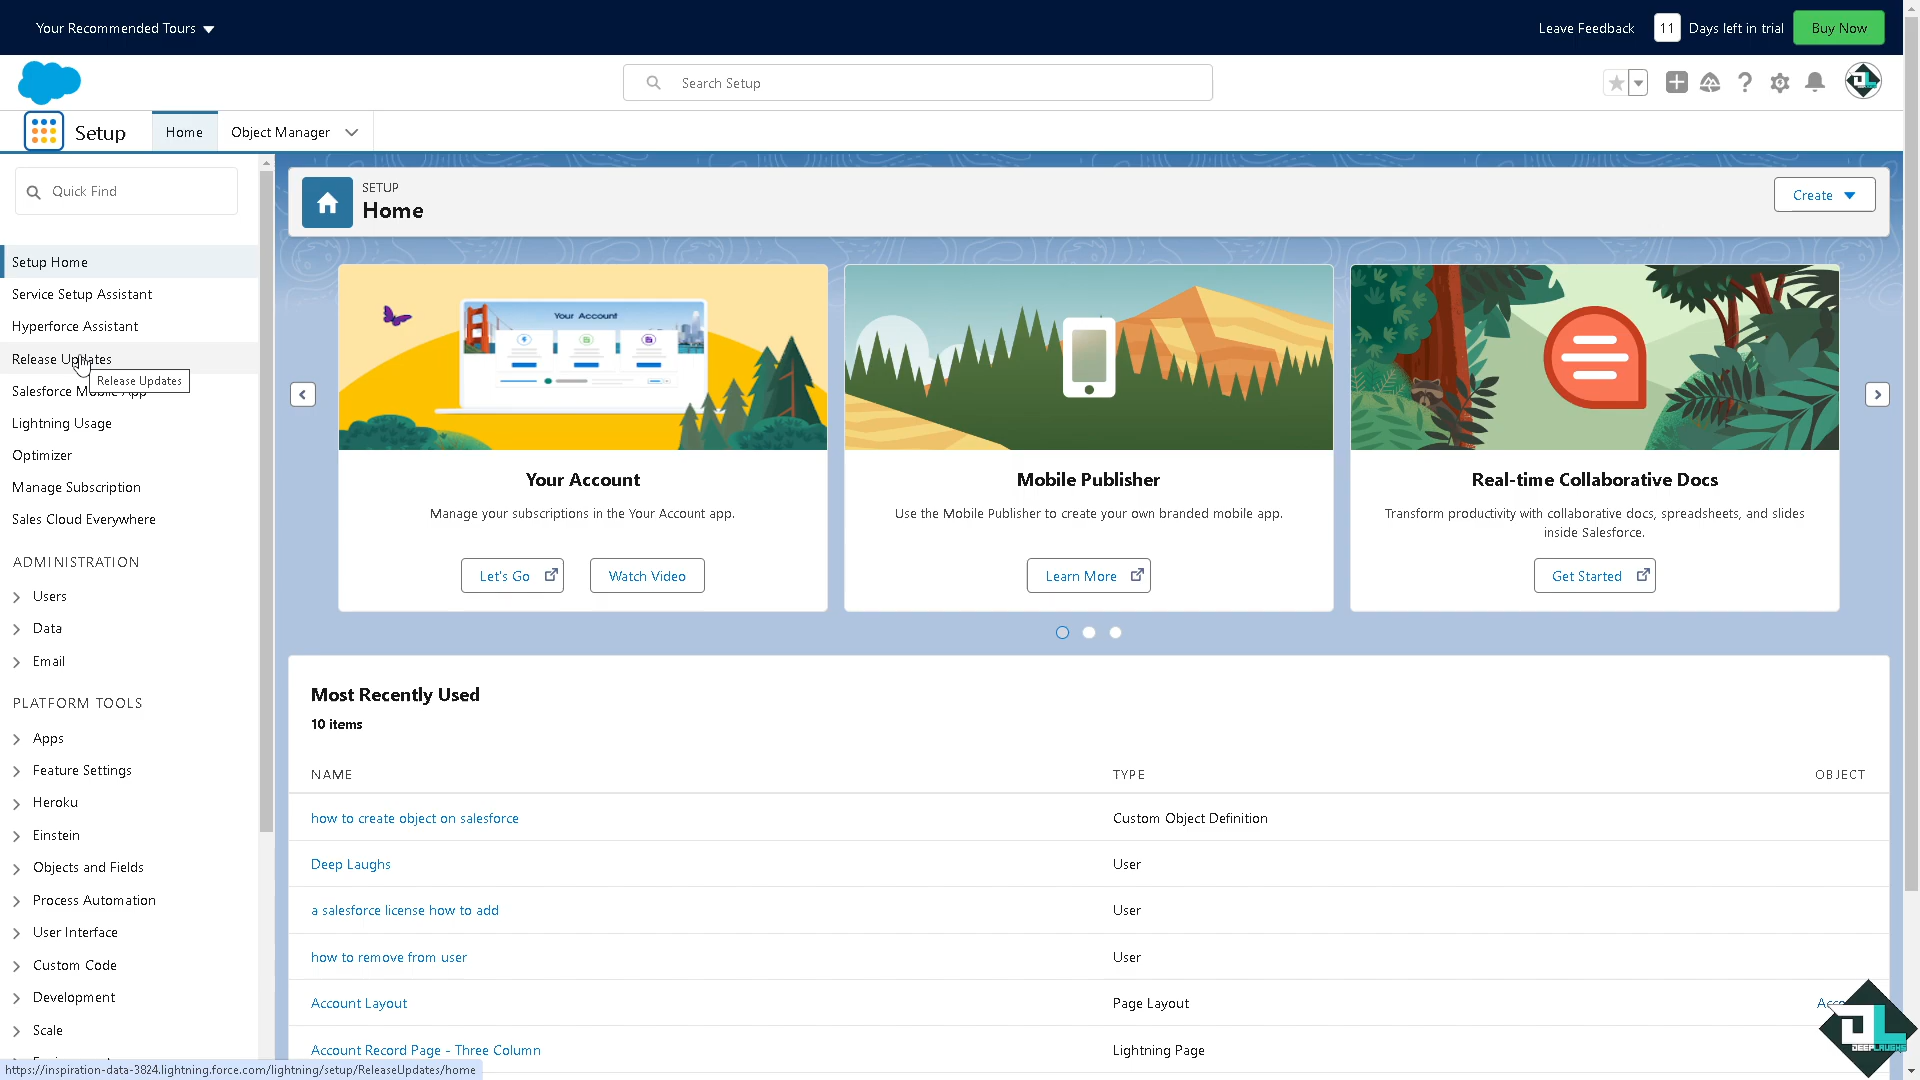 Your Recommended Tours
Leave Feedback
11
Days left in trial
Buy Now
Search Setup
Setup
Home
Object Manager
Quick Find
Setup Home
Service Setup Assistant
Hyperforce Assistant
Release Updates
Release Updates
Salesforce Mobile App
Lightning Usage
Optimizer
Manage Subscription
Sales Cloud Everywhere
ADMINISTRATION
Users
Data
Email
PLATFORM TOOLS
Apps
Feature Settings
Heroku
Einstein
Objects and Fields
Process Automation
User Interface
Custom Code
Development
Scale
https://inspiration-data-3824.lightning.force.com/lightning/setup/ReleaseUpdates/home
SETUP
Home
Create
Your Account
Your Account
Manage your subscriptions in the Your Account app.
Let's Go
Watch Video
Mobile Publisher
Use the Mobile Publisher to create your own branded mobile app.
Learn More
Real-time Collaborative Docs
Transform productivity with collaborative docs, spreadsheets, and slides
inside Salesforce.
Get Started
Most Recently Used
10 items
NAME
TYPE
OBJECT
how to create object on salesforce
Custom Object Definition
Deep Laughs
User
a salesforce license how to add
User
how to remove from user
User
Account Layout
Page Layout
Account Record Page - Three Column
Lightning Page
DEEPLAUGHS